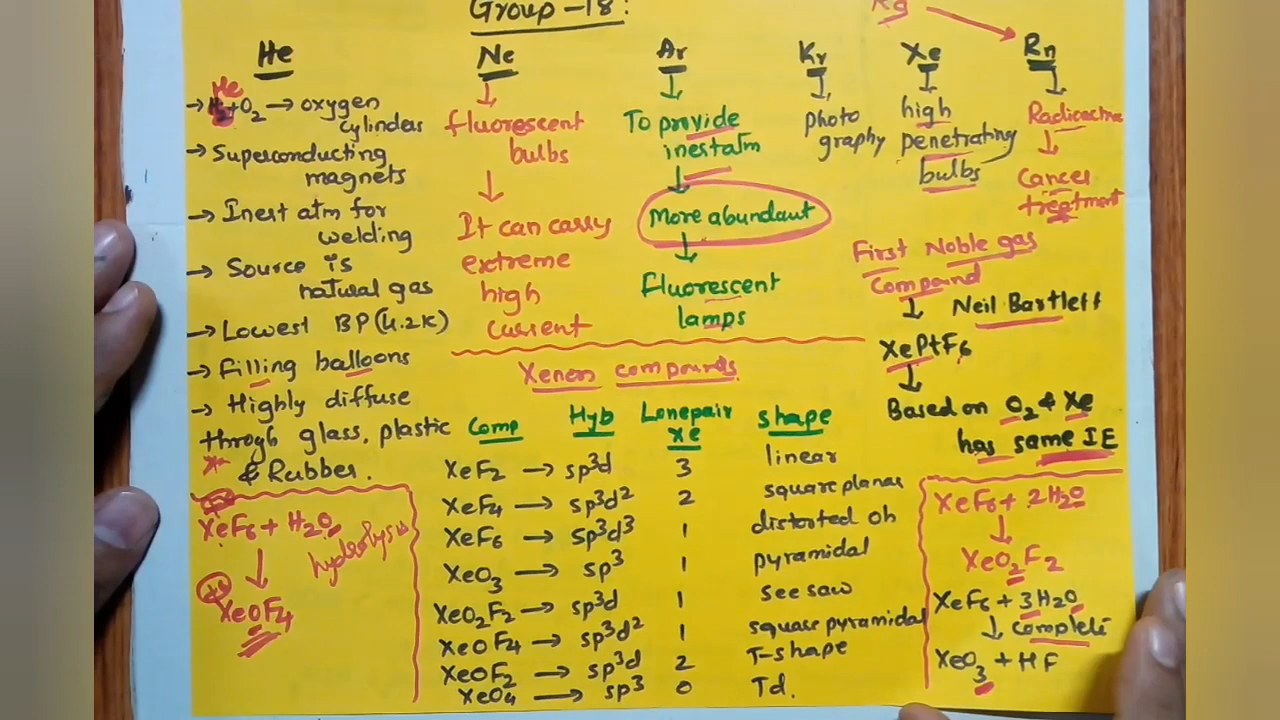 Group-18:
Rg
He
He
H2+O2 → oxygen
cylinders
→ Superconducting
magnets
→ Inert atm for
welding
→ Source is
natural gas
→ Lowest BP(4.2K)
→ Filling balloons
→ Highly diffuse
through glass, plastic
& Rubber.
Ne
fluorescent
bulbs
It can carry
extreme
high
current
Ar
To provide
inestatm
More abundant
Fluorescent
lamps
Kr
photo
graphy
Xe
high
penetrating
bulbs
Rn
Radioactive
Cancer
treatment
First Noble gas
Compound
Neil Bartlett
XePtF6
Based on O2 & Xe
has same IE
Xenon compounds
Comp Hyb Lonepair shape
Xe
XeF2 → sp3d 3 linear
XeF4 → sp3d2 2 square planar
XeF6 → sp3d3 1 distorted oh
XeO3 → sp3 1 pyramidal
XeO2F2 → sp3d 1 see saw
XeOF4 → sp3d2 1 square pyramidal
XeOF2 → sp3d 2 T-shape
XeO4 → sp3 0 Td.
XeF6 + H2O
hydrolysis
XeOF4
XeF6 + 2H2O
XeO2F2
XeF6 + 3H2O
complete
XeO3 + HF